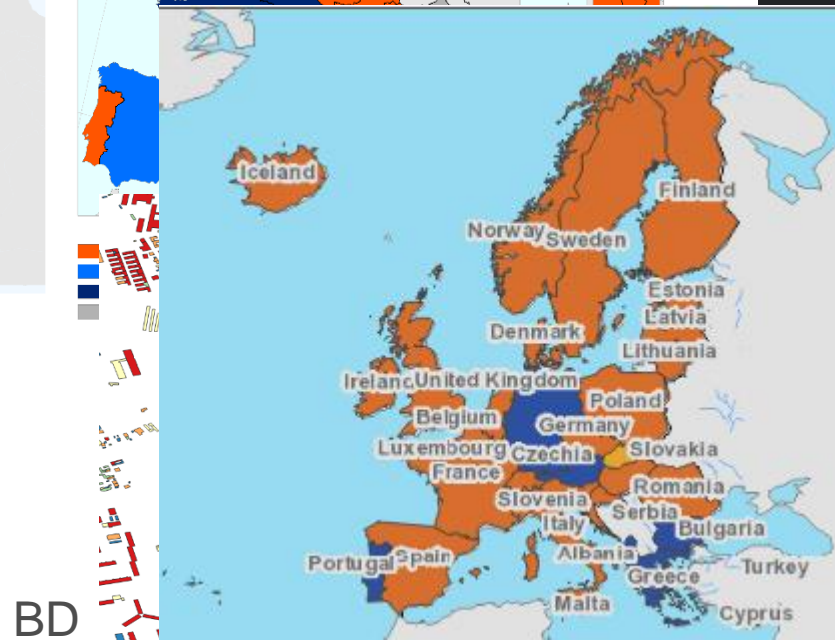 Iceland
Finland
Norway
Sweden
Estonia
Latvia
Denmark
Lithuania
Irelanc
United Kingdom
Poland
Belgium
Germany
Luxembourg
Czechia
Slovakia
France
Romania
Slovenia
Serbia
Italy
Bulgaria
Portugal
Spain
Albania
Turkey
Greece
Malta
Cyprus
BD